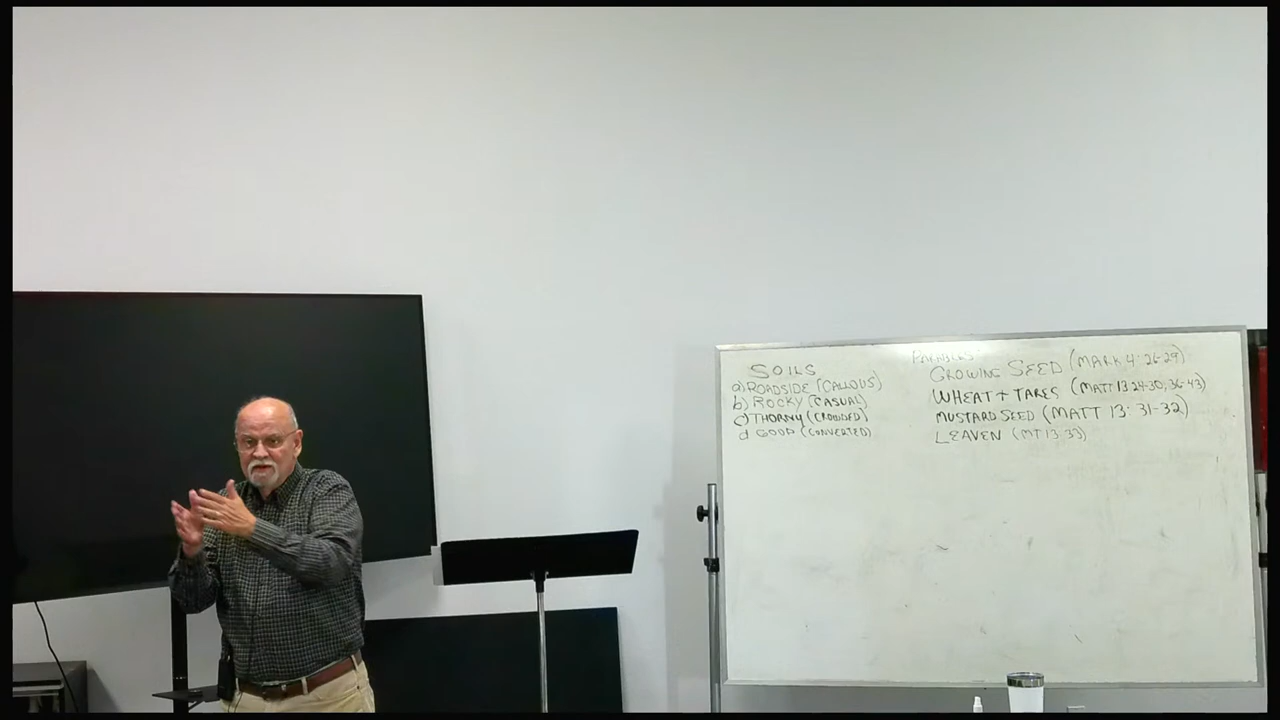 SOILS
a) ROADSIDE (CALLOUS)
b) ROCKY (CASUAL)
c) THORNY (CROWDED)
d GOOD (CONVERTED)
PARABLES
GROWING SEED (MARK 4:26-29)
WHEAT + TARES (MATT 13:24-30, 36-43)
MUSTARD SEED (MATT 13:31-32)
LEAVEN (MT 13:33)